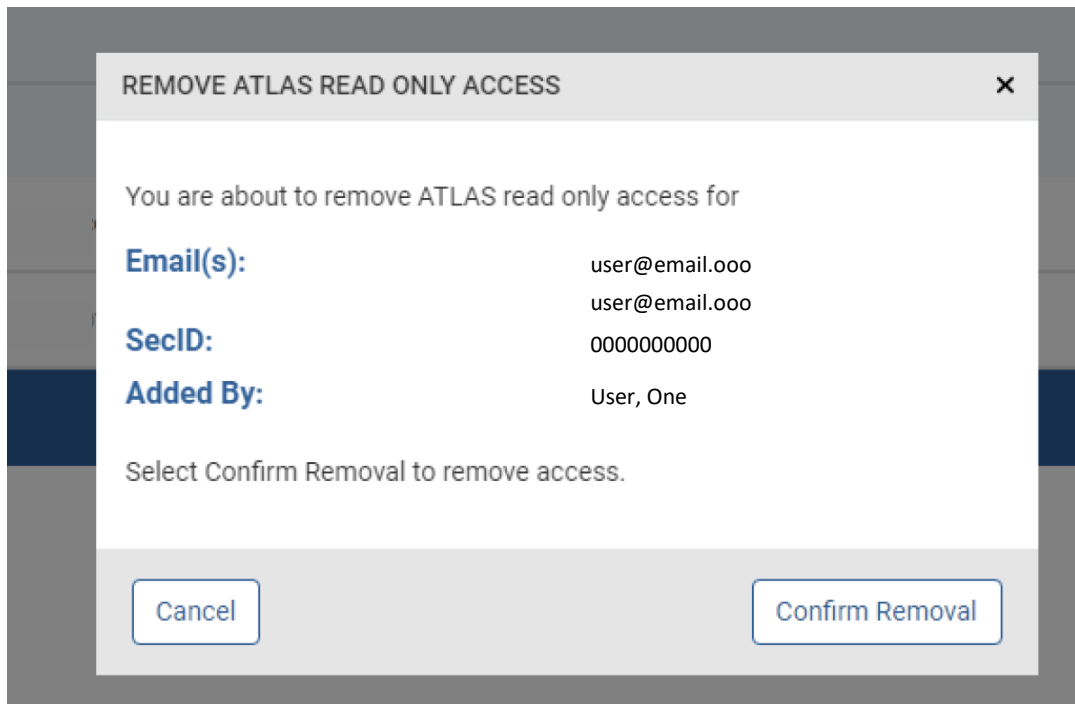 REMOVE ATLAS READ ONLY ACCESS
You are about to remove ATLAS read only access for
Email(s): user@email.ooo
user@email.ooo
SecID: 0000000000
Added By: User, One
Select Confirm Removal to remove access.
Cancel Confirm Removal